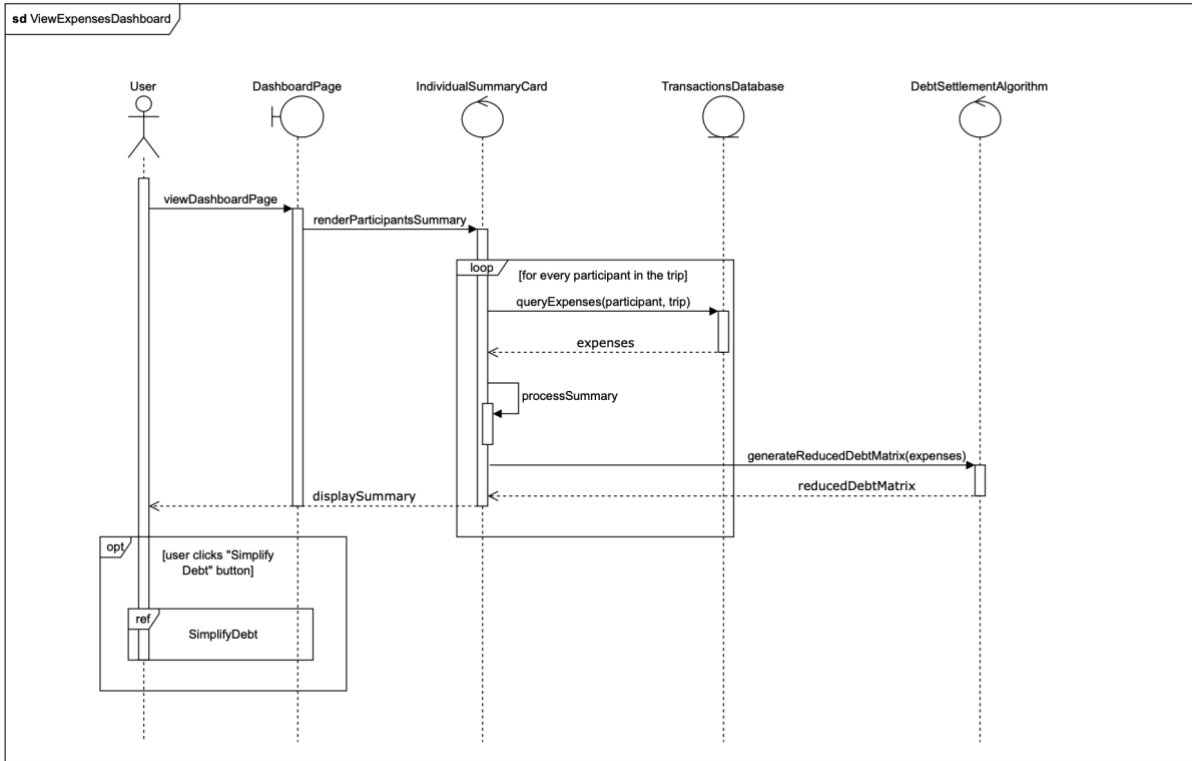 sd ViewExpensesDashboard
User
DashboardPage
IndividualSummaryCard
TransactionsDatabase
DebtSettlementAlgorithm
viewDashboardPage
renderParticipantsSummary
loop
[for every participant in the trip]
queryExpenses(participant, trip)
expenses
processSummary
generateReducedDebtMatrix(expenses)
reducedDebtMatrix
displaySummary
opt
[user clicks "Simplify
Debt" button]
ref
SimplifyDebt